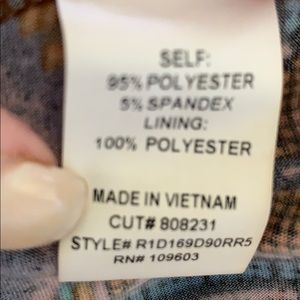 SELF:
95% POLYESTER
5% SPANDEX
LINING:
100% POLYESTER
MADE IN VIETNAM
CUT# 808231
STYLE# R1D169D90RR5
RN# 109603